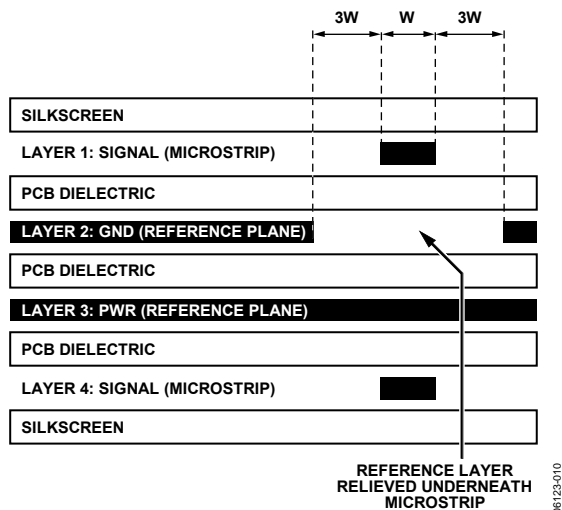 3W W 3W
SILKSCREEN
LAYER 1: SIGNAL (MICROSTRIP)
PCB DIELECTRIC
LAYER 2: GND (REFERENCE PLANE)
PCB DIELECTRIC
LAYER 3: PWR (REFERENCE PLANE)
PCB DIELECTRIC
LAYER 4: SIGNAL (MICROSTRIP)
SILKSCREEN
REFERENCE LAYER
RELIEVED UNDERNEATH
MICROSTRIP